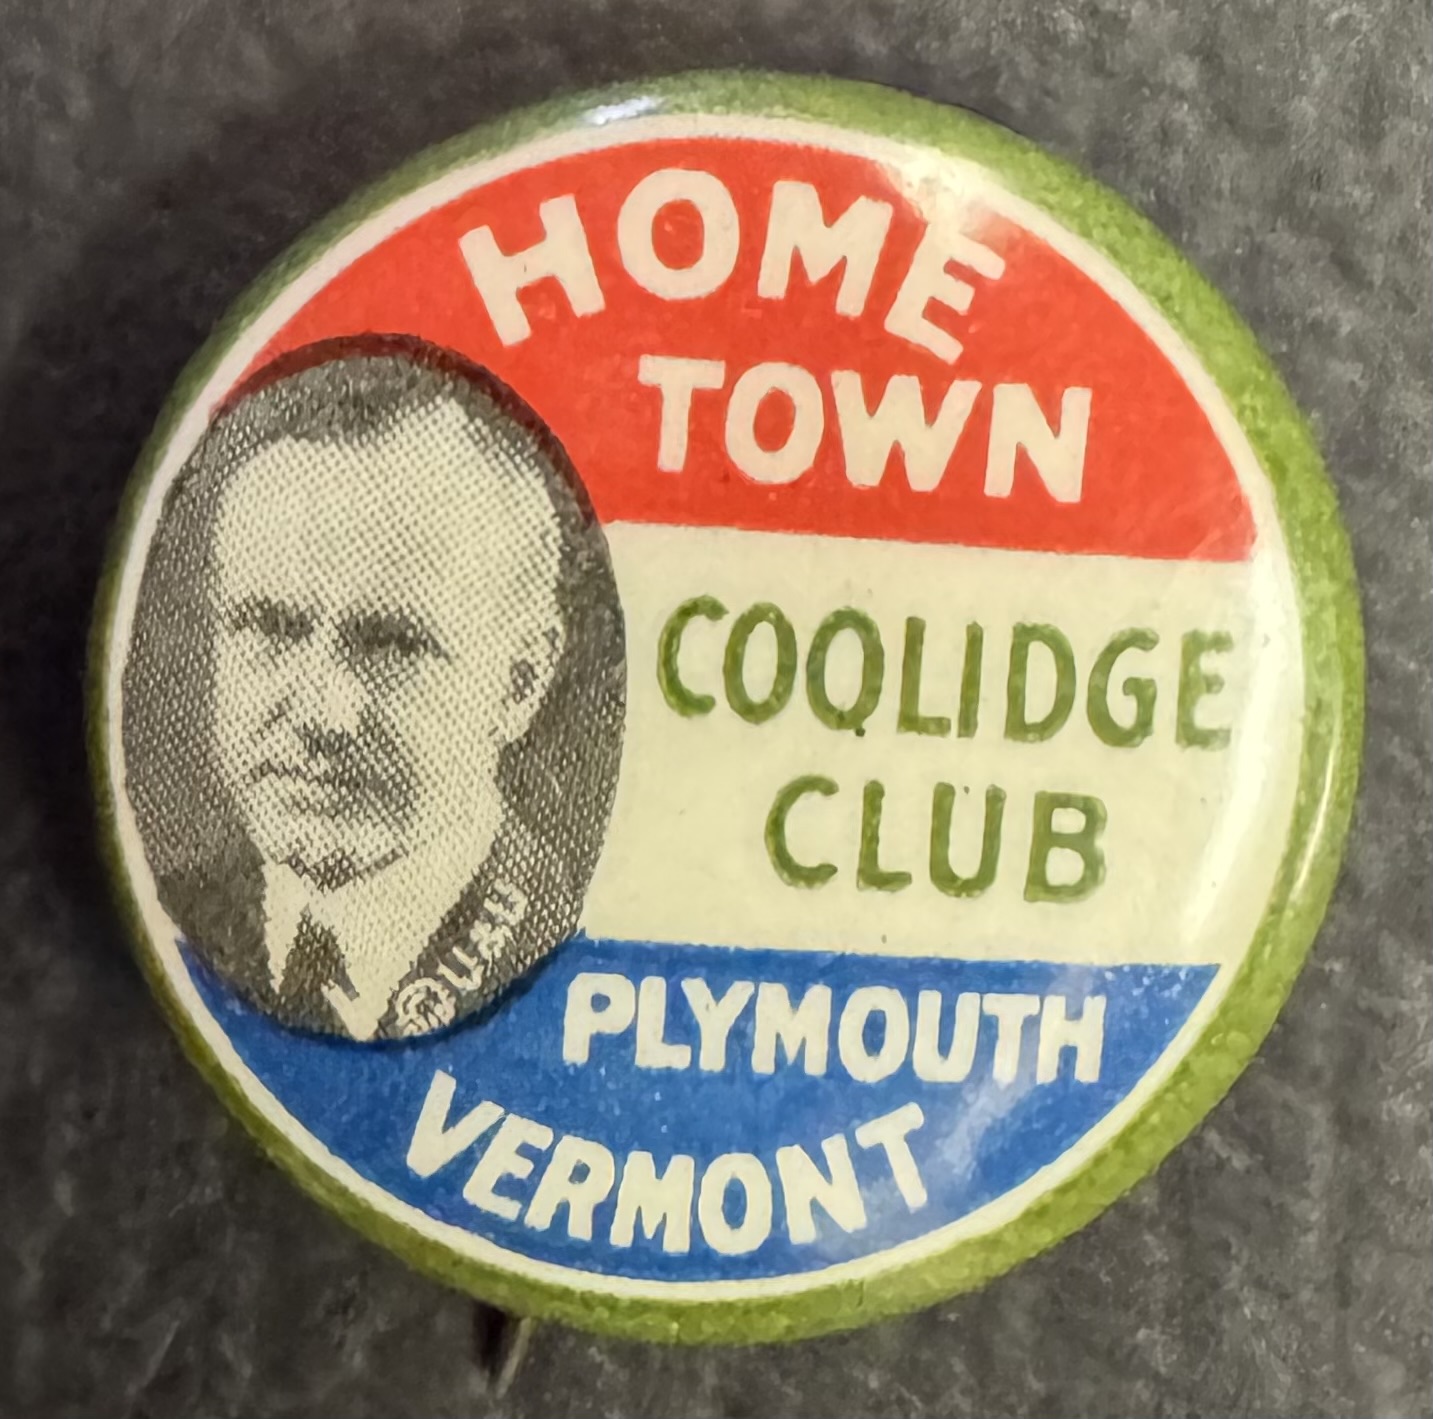 HOME
TOWN
COOLIDGE
CLUB
PLYMOUTH
VERMONT
©U.&U